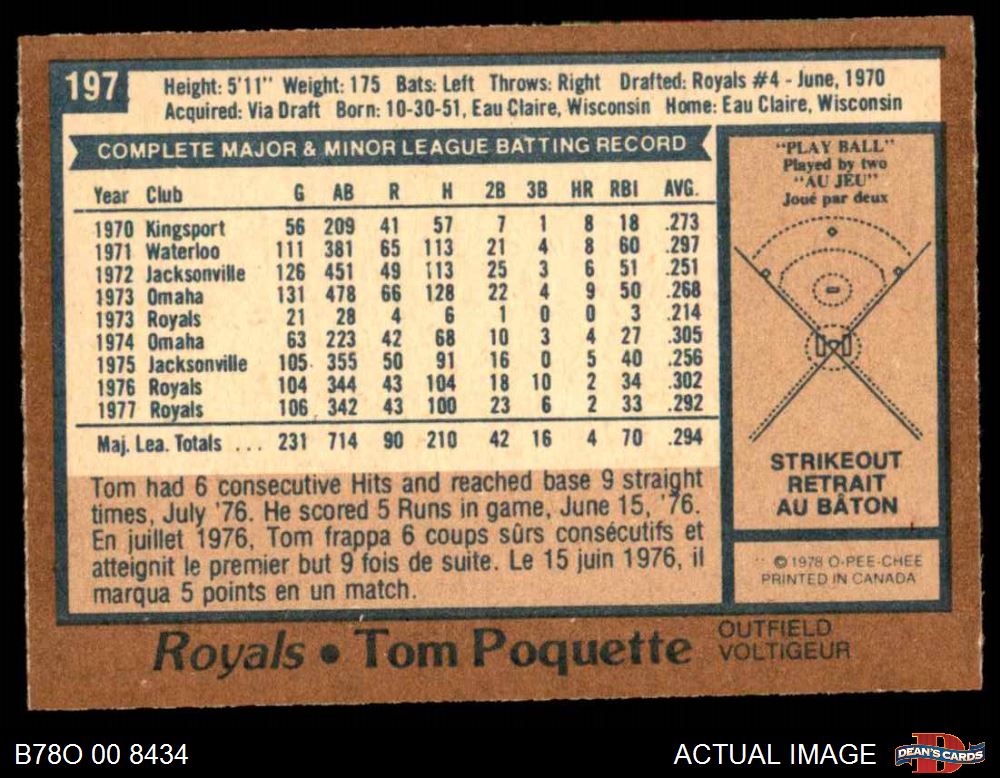 197
Height: 5'11" Weight: 175 Bats: Left Throws: Right Drafted: Royals #4 - June, 1970
Acquired: Via Draft Born: 10-30-51, Eau Claire, Wisconsin Home: Eau Claire, Wisconsin
COMPLETE MAJOR & MINOR LEAGUE BATTING RECORD
Year Club G AB R H 2B 3B HR RBI AVG.
1970 Kingsport 56 209 41 57 7 1 8 18 .273
1971 Waterloo 111 381 65 113 21 4 8 60 .297
1972 Jacksonville 126 451 49 113 25 3 6 51 .251
1973 Omaha 131 478 66 128 22 4 9 50 .268
1973 Royals 21 28 4 6 1 0 0 3 .214
1974 Omaha 63 223 42 68 10 3 4 27 .305
1975 Jacksonville 105 355 50 91 16 0 5 40 .256
1976 Royals 104 344 43 104 18 10 2 34 .302
1977 Royals 106 342 43 100 23 6 2 33 .292
Maj. Lea. Totals ... 231 714 90 210 42 16 4 70 .294
Tom had 6 consecutive Hits and reached base 9 straight
times, July '76. He scored 5 Runs in game, June 15, '76.
En juillet 1976, Tom frappa 6 coups sûrs consécutifs et
atteignit le premier but 9 fois de suite. Le 15 juin 1976, il
marqua 5 points en un match.
"PLAY BALL"
Played by two
"AU JEU"
Joué par deux
STRIKEOUT
RETRAIT
AU BÂTON
© 1978 O-PEE-CHEE
PRINTED IN CANADA
Royals • Tom Poquette
OUTFIELD
VOLTIGEUR
B78O 00 8434
ACTUAL IMAGE
DEAN'S CARDS